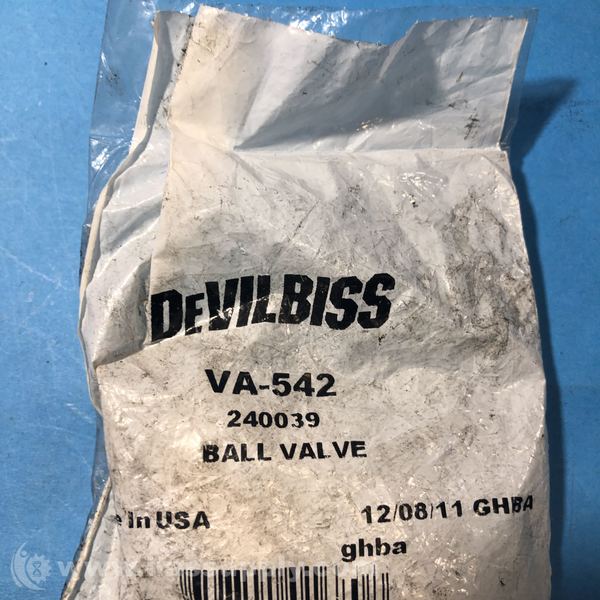 DeVILBISS
VA-542
240039
BALL VALVE
in USA
12/08/11 GHBA
ghba